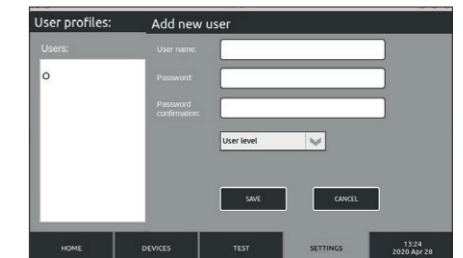 User profiles:
Add new user
Users:
User name:
O
Password:
Password
confirmation:
User level
SAVE
CANCEL
HOME
DEVICES
TEST
SETTINGS
13:24
2020 Apr 28